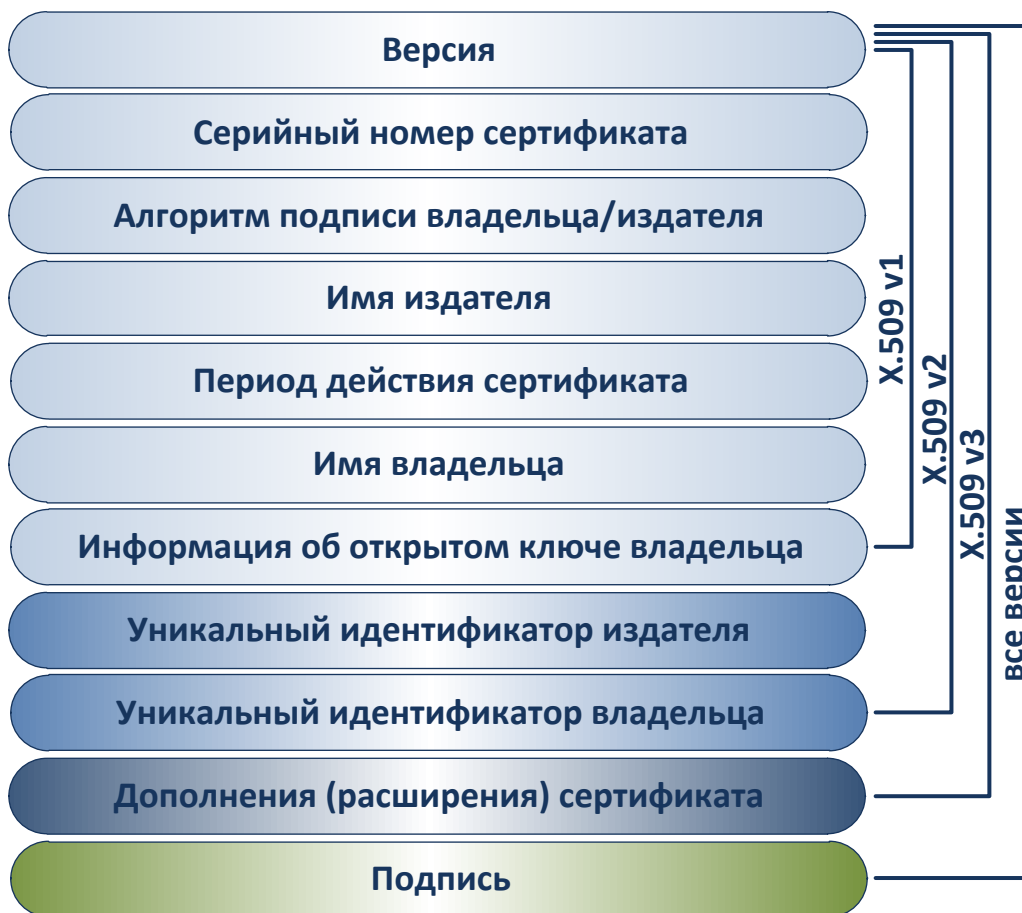 Версия
Серийный номер сертификата
Алгоритм подписи владельца/издателя
Имя издателя
Период действия сертификата
Имя владельца
Информация об открытом ключе владельца
Уникальный идентификатор издателя
Уникальный идентификатор владельца
Дополнения (расширения) сертификата
Подпись
X.509 v1
X.509 v2
X.509 v3
все версии